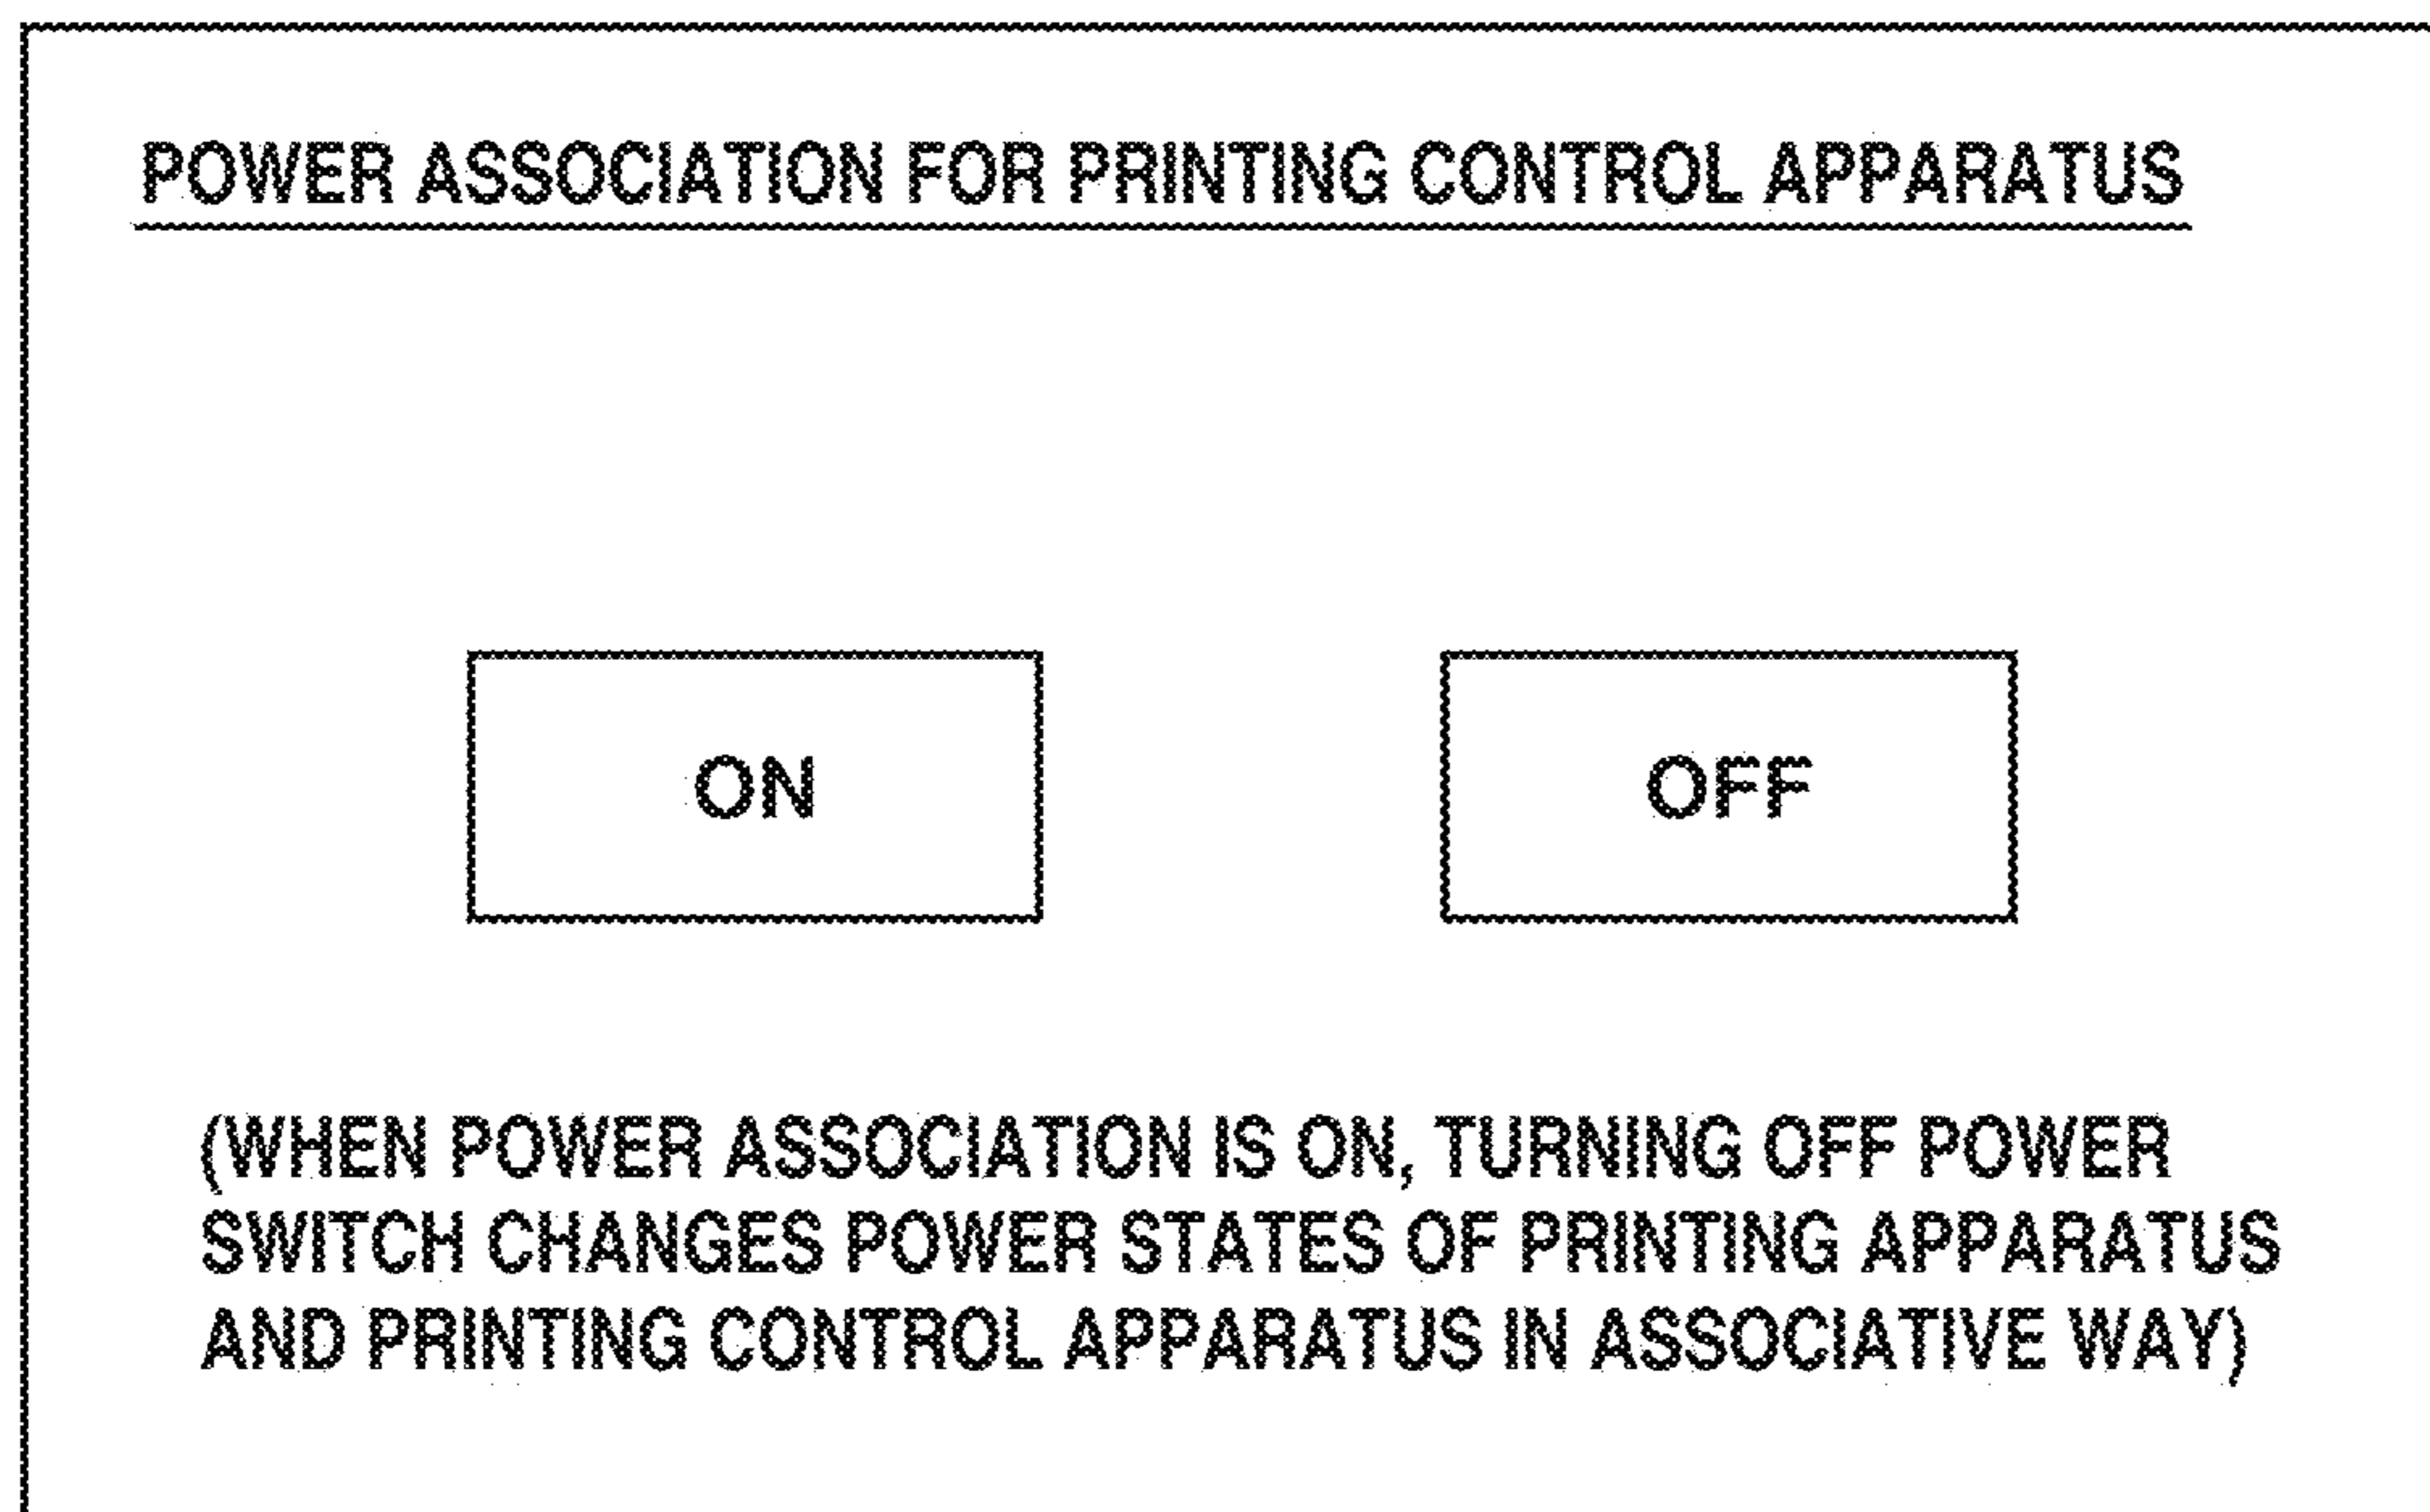 POWER ASSOCIATION FOR PRINTING CONTROL APPARATUS
ON
OFF
(WHEN POWER ASSOCIATION IS ON, TURNING OFF POWER
SWITCH CHANGES POWER STATES OF PRINTING APPARATUS
AND PRINTING CONTROL APPARATUS IN ASSOCIATIVE WAY)